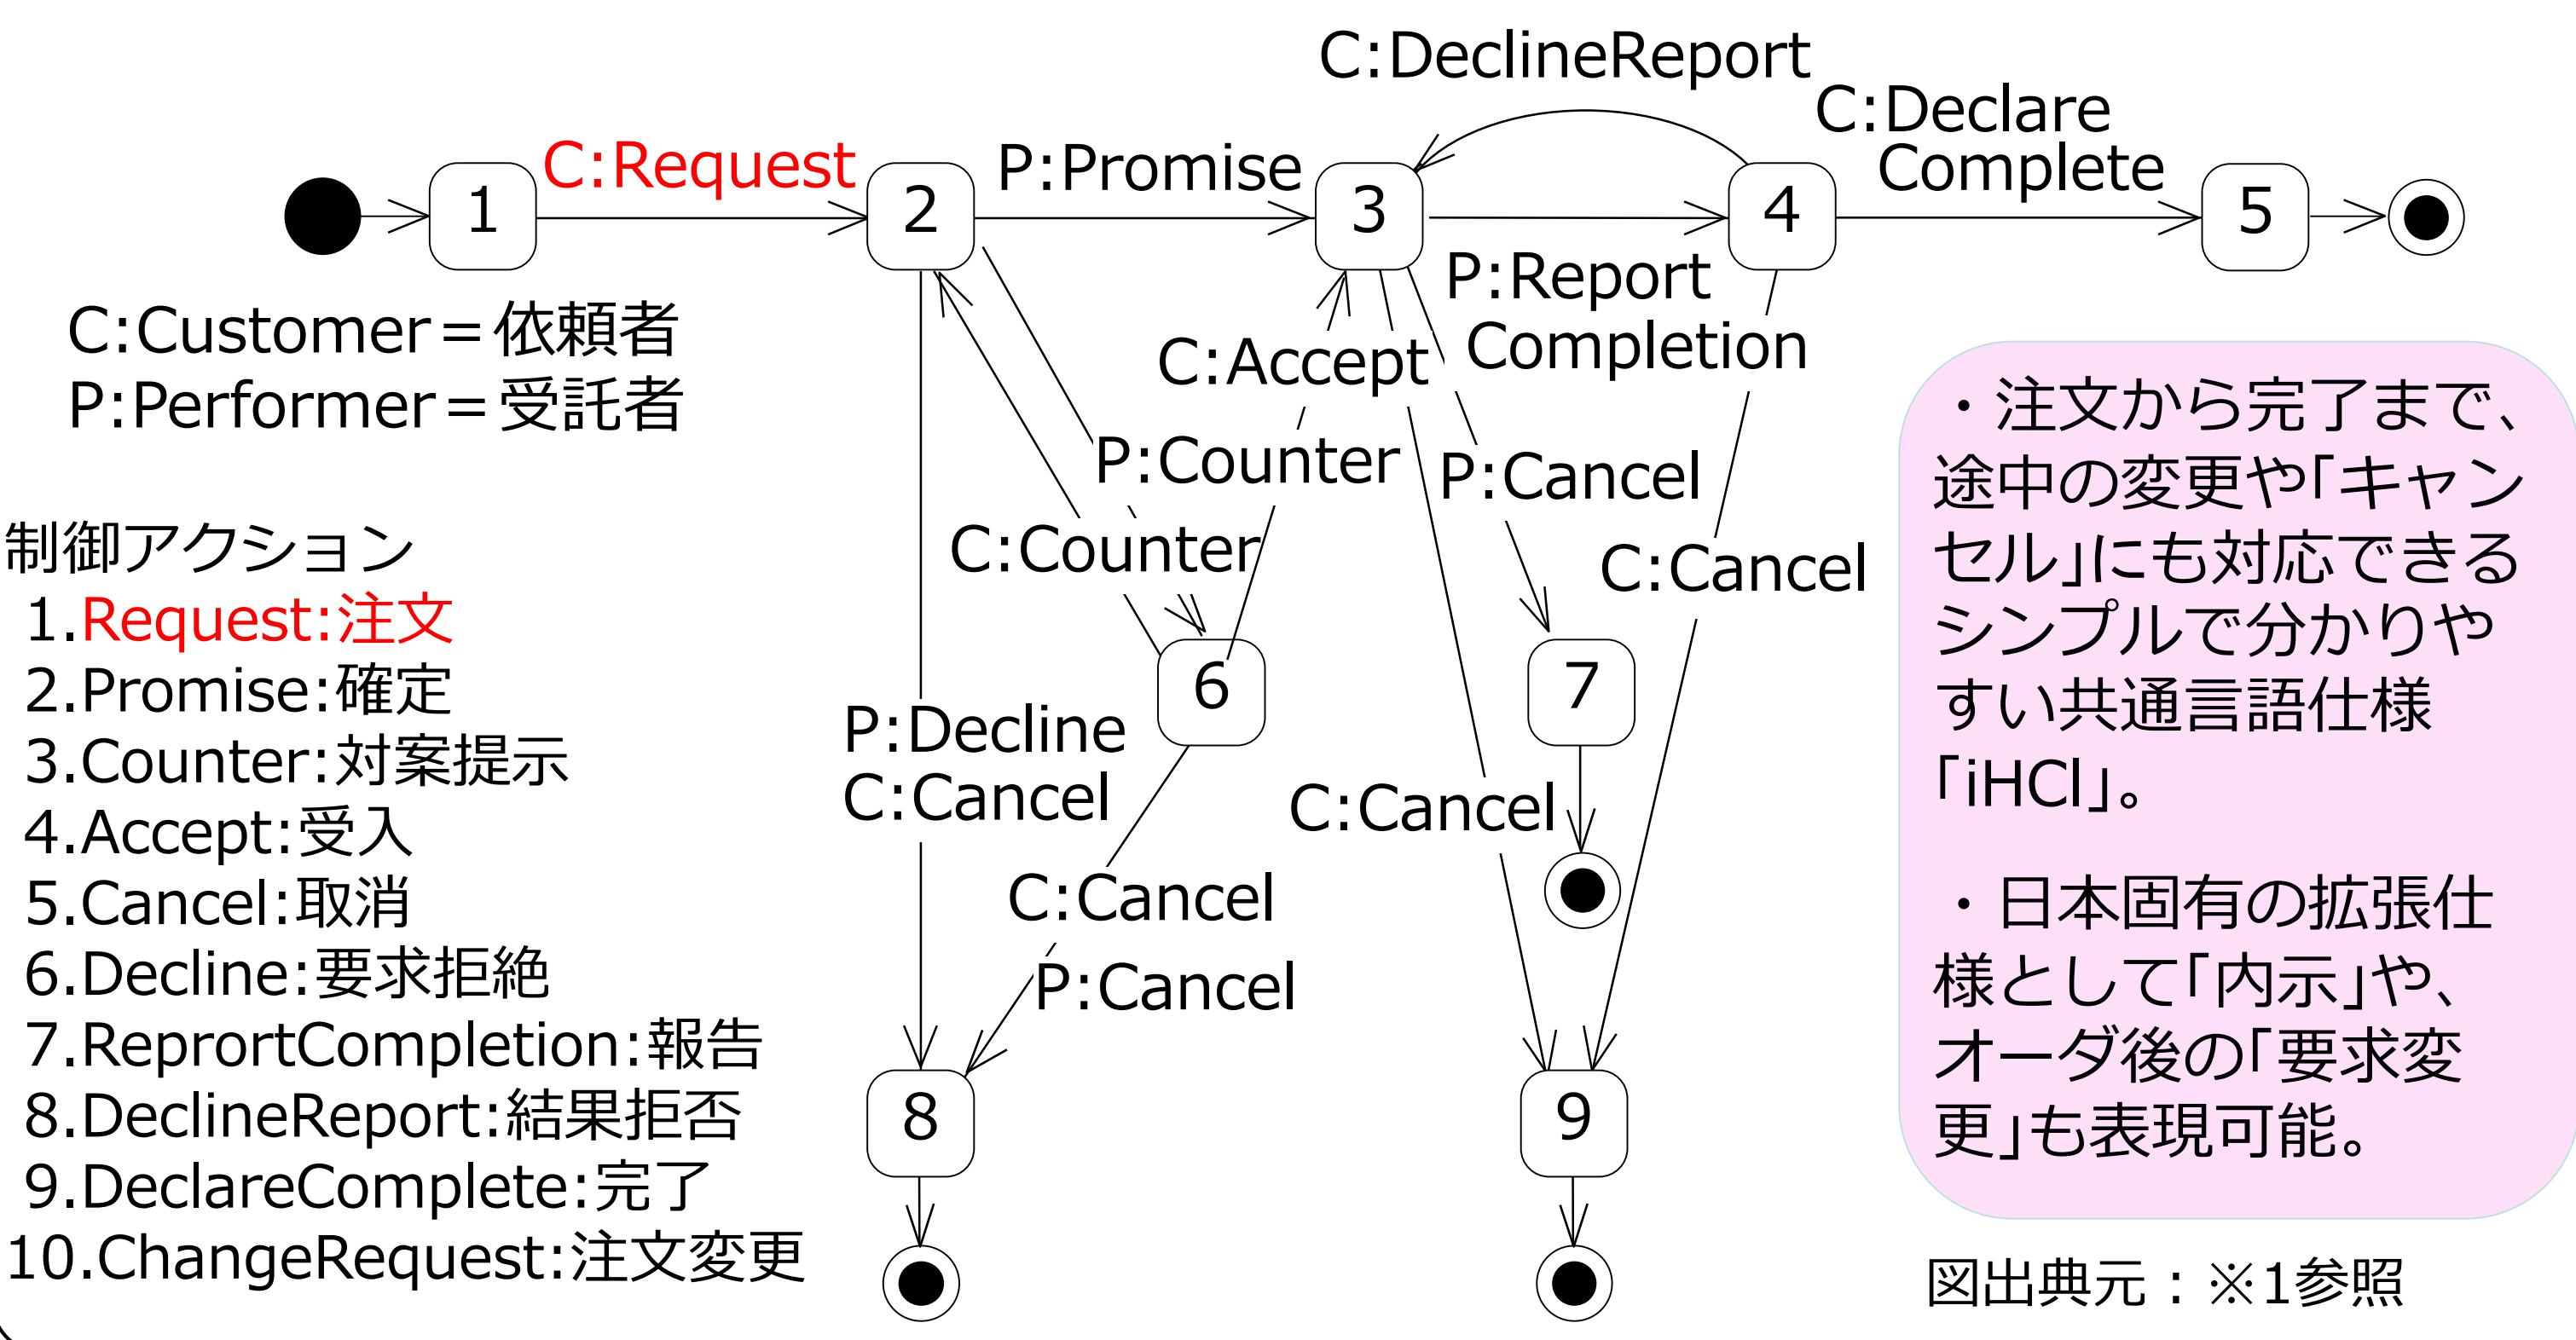 C:DeclineReport
C:Declare
Complete
C:Request
P:Promise
1
2
3
4
5
P:Report
Completion
C:Customer=依頼者
P:Performer=受託者
C:Accept
P:Counter
P:Cancel
C:Counter
C:Cancel
6
7
P:Decline
C:Cancel
C:Cancel
C:Cancel
P:Cancel
8
9
制御アクション
1.Request:注文
2.Promise:確定
3.Counter:対案提示
4.Accept:受入
5.Cancel:取消
6.Decline:要求拒絶
7.ReprortCompletion:報告
8.DeclineReport:結果拒否
9.DeclareComplete:完了
10.ChangeRequest:注文変更
・注文から完了まで、
途中の変更や「キャン
セル」にも対応できる
シンプルで分かりや
すい共通言語仕様
「iHCl」。
・日本固有の拡張仕
様として「内示」や、
オーダ後の「要求変
更」も表現可能。
図出典元：※1参照